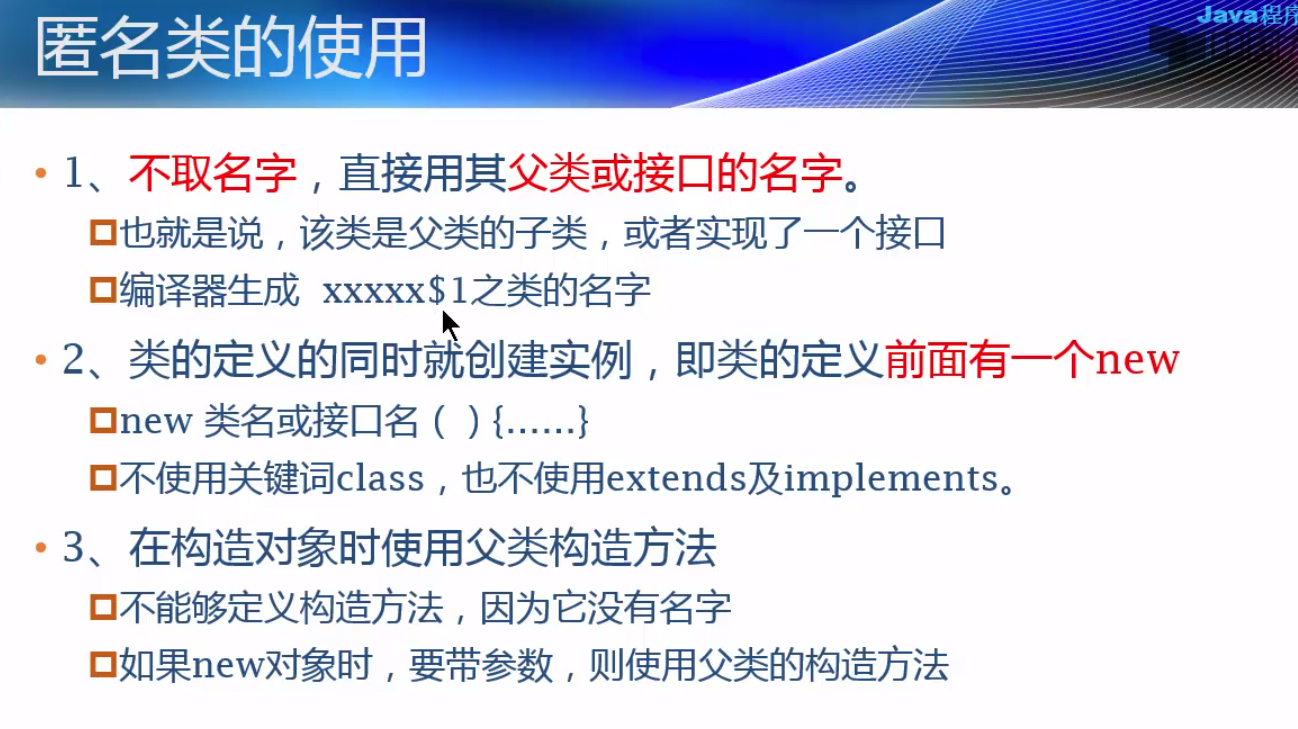 Java程序
匿名类的使用
• 1、不取名字，直接用其父类或接口的名字。
也就是说，该类是父类的子类，或者实现了一个接口
编译器生成 xxxxx$1之类的名字
• 2、类的定义的同时就创建实例，即类的定义前面有一个new
new 类名或接口名（ ）{……}
不使用关键词class，也不使用extends及implements。
• 3、在构造对象时使用父类构造方法
不能够定义构造方法，因为它没有名字
如果new对象时，要带参数，则使用父类的构造方法